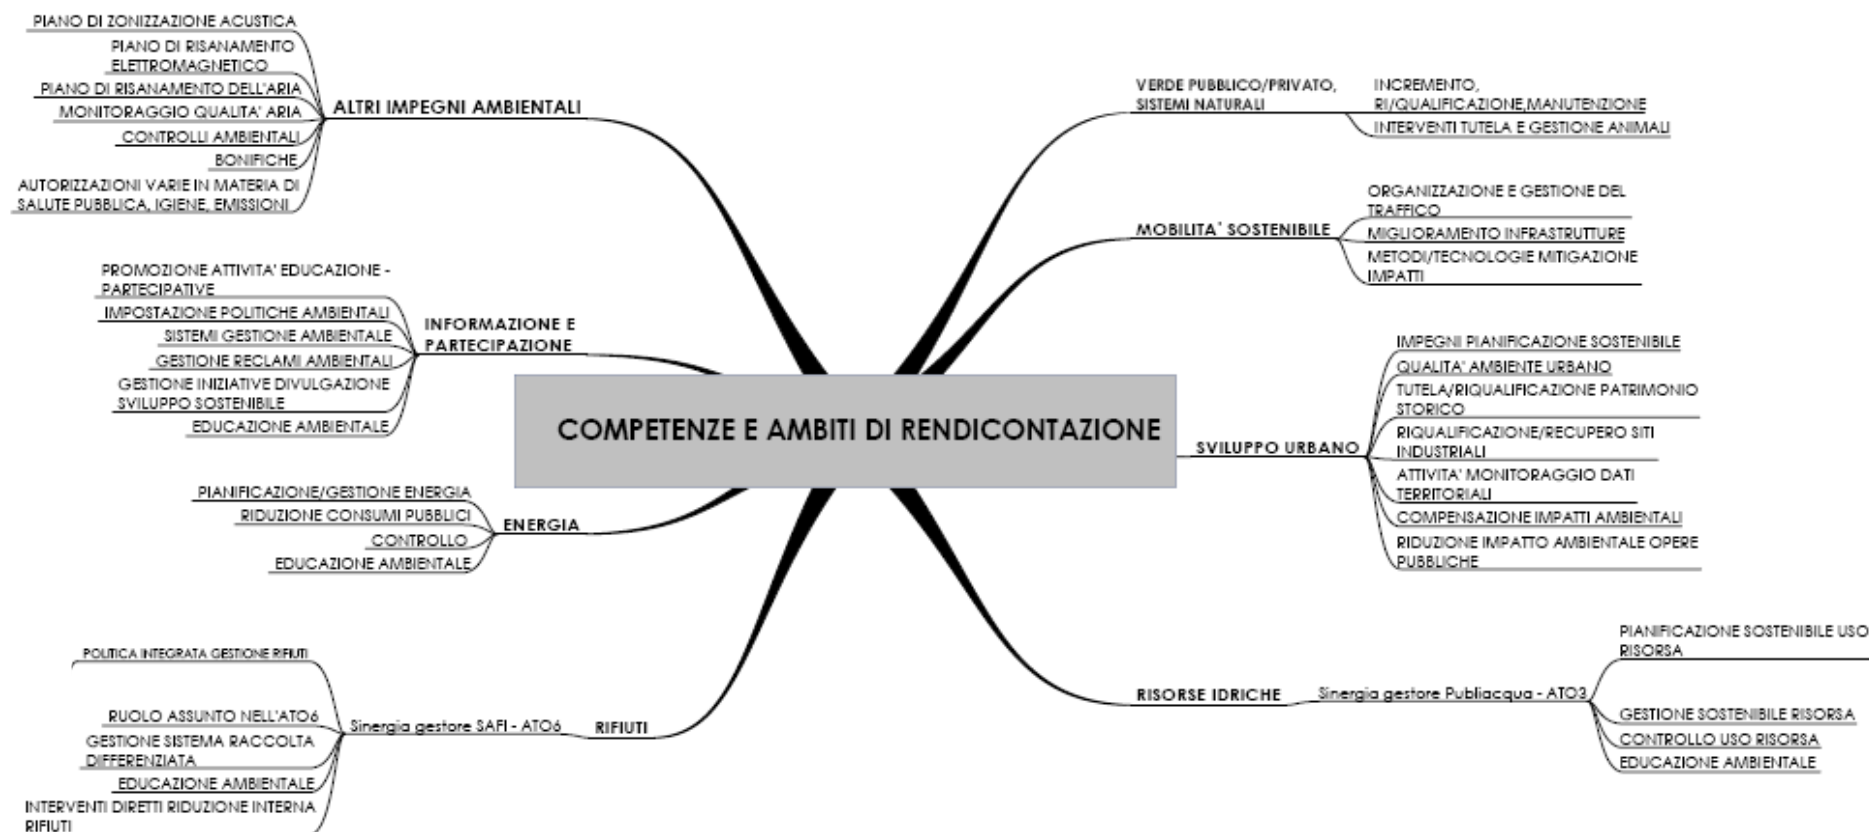 PIANO DI ZONIZZAZIONE ACUSTICA
PIANO DI RISANAMENTO
ELETTROMAGNETICO
PIANO DI RISANAMENTO DELL'ARIA
MONITORAGGIO QUALITA' ARIA
CONTROLLI AMBIENTALI
BONIFICHE
AUTORIZZAZIONI VARIE IN MATERIA DI
SALUTE PUBBLICA, IGIENE, EMISSIONI
ALTRI IMPEGNI AMBIENTALI
PROMOZIONE ATTIVITA' EDUCAZIONE -
PARTECIPATIVE
IMPOSTAZIONE POLITICHE AMBIENTALI
SISTEMI GESTIONE AMBIENTALE
GESTIONE RECLAMI AMBIENTALI
GESTIONE INIZIATIVE DIVULGAZIONE
SVILUPPO SOSTENIBILE
EDUCAZIONE AMBIENTALE
INFORMAZIONE E
PARTECIPAZIONE
PIANIFICAZIONE/GESTIONE ENERGIA
RIDUZIONE CONSUMI PUBBLICI
CONTROLLO
EDUCAZIONE AMBIENTALE
ENERGIA
POLITICA INTEGRATA GESTIONE RIFIUTI
RUOLO ASSUNTO NELL'ATO6
GESTIONE SISTEMA RACCOLTA
DIFFERENZIATA
EDUCAZIONE AMBIENTALE
INTERVENTI DIRETTI RIDUZIONE INTERNA
RIFIUTI
Sinergia gestore SAFI - ATO6
RIFIUTI
COMPETENZE E AMBITI DI RENDICONTAZIONE
VERDE PUBBLICO/PRIVATO,
SISTEMI NATURALI
INCREMENTO,
RI/QUALIFICAZIONE,MANUTENZIONE
INTERVENTI TUTELA E GESTIONE ANIMALI
MOBILITA' SOSTENIBILE
ORGANIZZAZIONE E GESTIONE DEL
TRAFFICO
MIGLIORAMENTO INFRASTRUTTURE
METODI/TECNOLOGIE MITIGAZIONE
IMPATTI
SVILUPPO URBANO
IMPEGNI PIANIFICAZIONE SOSTENIBILE
QUALITA' AMBIENTE URBANO
TUTELA/RIQUALIFICAZIONE PATRIMONIO
STORICO
RIQUALIFICAZIONE/RECUPERO SITI
INDUSTRIALI
ATTIVITA' MONITORAGGIO DATI
TERRITORIALI
COMPENSAZIONE IMPATTI AMBIENTALI
RIDUZIONE IMPATTO AMBIENTALE OPERE
PUBBLICHE
RISORSE IDRICHE
Sinergia gestore Publiacqua - ATO3
PIANIFICAZIONE SOSTENIBILE USO
RISORSA
GESTIONE SOSTENIBILE RISORSA
CONTROLLO USO RISORSA
EDUCAZIONE AMBIENTALE